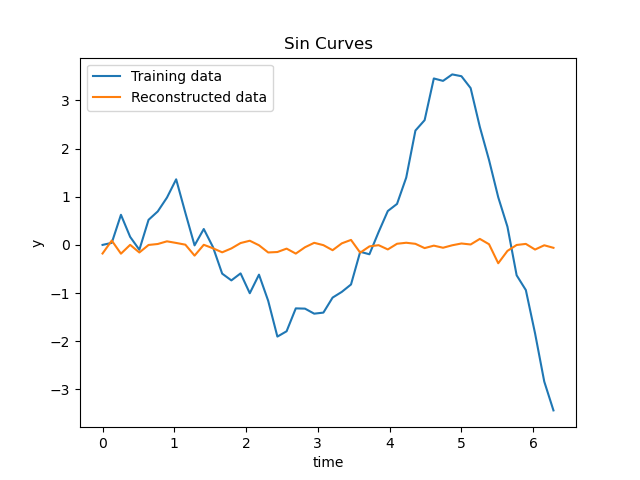 Sin Curves
Training data
Reconstructed data
y
3
2
1
0
−1
−2
−3
0 1 2 3 4 5 6
time